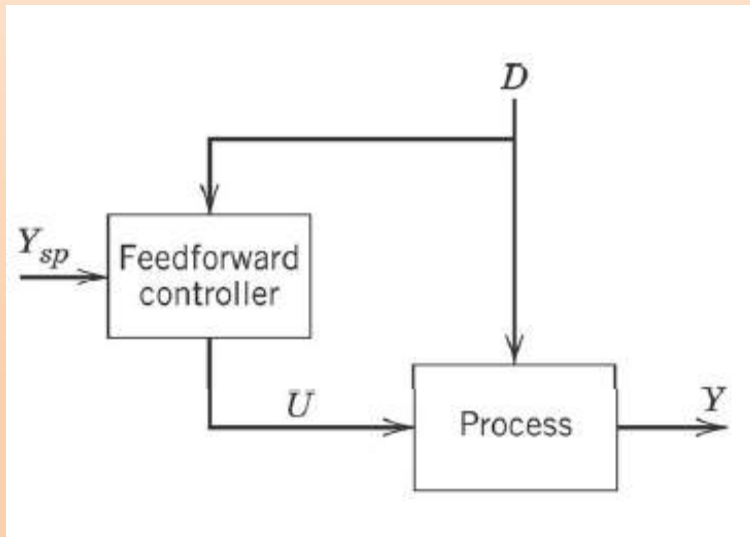 D
Y_sp
Feedforward
controller
U
Process
Y